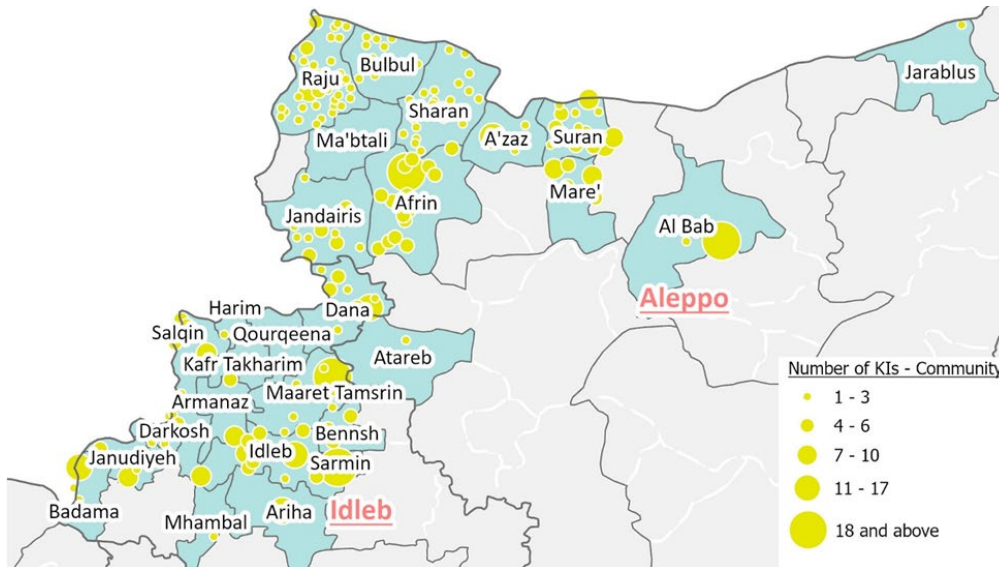 Jarablus
Bulbul
Raju
Sharan
A'zaz
Suran
Ma'btali
Mare'
Afrin
Jandairis
Al Bab
Aleppo
Harim
Dana
Salqin
Qourqeena
Atareb
Kafr Takharim
Maaret Tamsrin
Armanaz
Darkosh
Bennsh
Idleb
Janudiyeh
Sarmin
Badama
Mhambal
Ariha
Idleb
Number of KIs - Community
1 - 3
4 - 6
7 - 10
11 - 17
18 and above